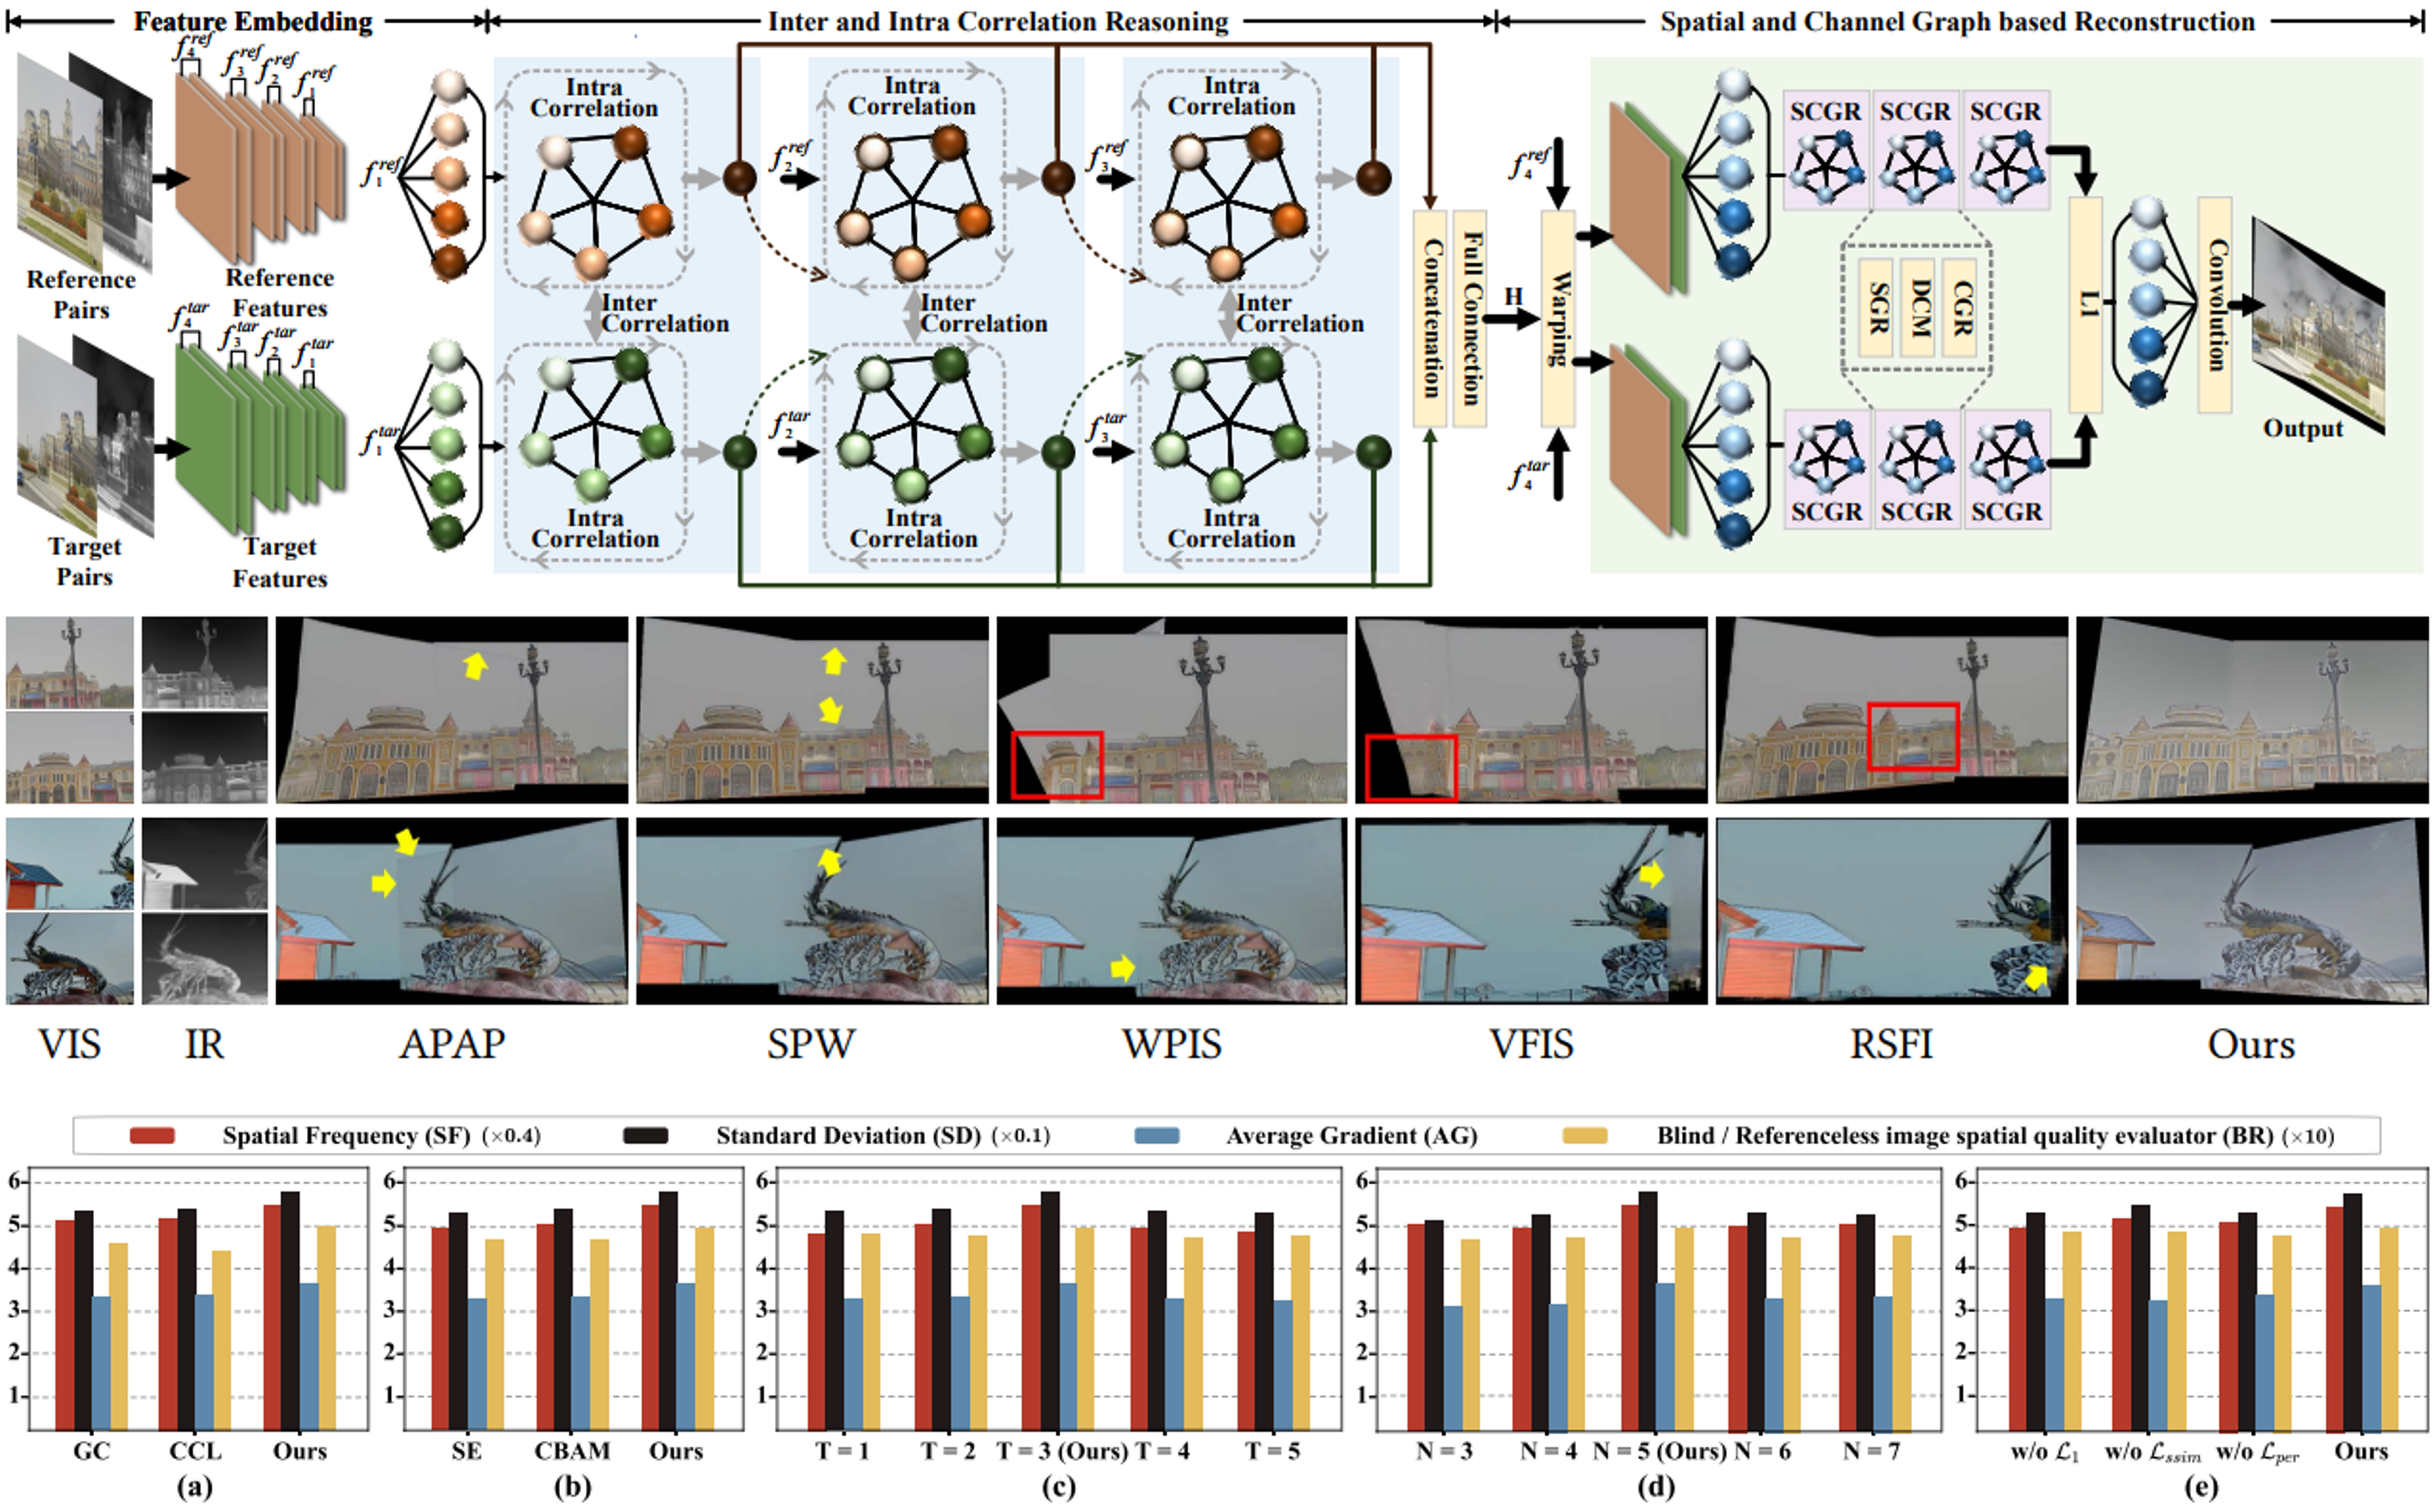 Feature Embedding
Inter and Intra Correlation Reasoning
Spatial and Channel Graph based Reconstruction
f_4^ref
f_3^ref
f_2^ref
f_1^ref
Reference
Pairs
Reference
Features
f_4^tar
f_3^tar
f_2^tar
f_1^tar
Target
Pairs
Target
Features
f_1^ref
f_1^tar
Intra
Correlation
Intra
Correlation
Intra
Correlation
f_2^ref
f_3^ref
Inter
Correlation
Inter
Correlation
Inter
Correlation
f_2^tar
f_3^tar
Intra
Correlation
Intra
Correlation
Intra
Correlation
Concatenation
Full Connection
H
f_4^ref
Warping
f_4^tar
SCGR SCGR SCGR
SGR
DCM
CGR
SCGR SCGR SCGR
L1
Convolution
Output
VIS IR APAP SPW WPIS VFIS RSFI Ours
Spatial Frequency (SF) (×0.4) Standard Deviation (SD) (×0.1) Average Gradient (AG) Blind / Referenceless image spatial quality evaluator (BR) (×10)
6
5
4
3
2
1
GC CCL Ours
(a)
6
5
4
3
2
1
SE CBAM Ours
(b)
6
5
4
3
2
1
T = 1 T = 2 T = 3 (Ours) T = 4 T = 5
(c)
6
5
4
3
2
1
N = 3 N = 4 N = 5 (Ours) N = 6 N = 7
(d)
6
5
4
3
2
1
w/o ℒ_1 w/o ℒ_ssim w/o ℒ_per Ours
(e)